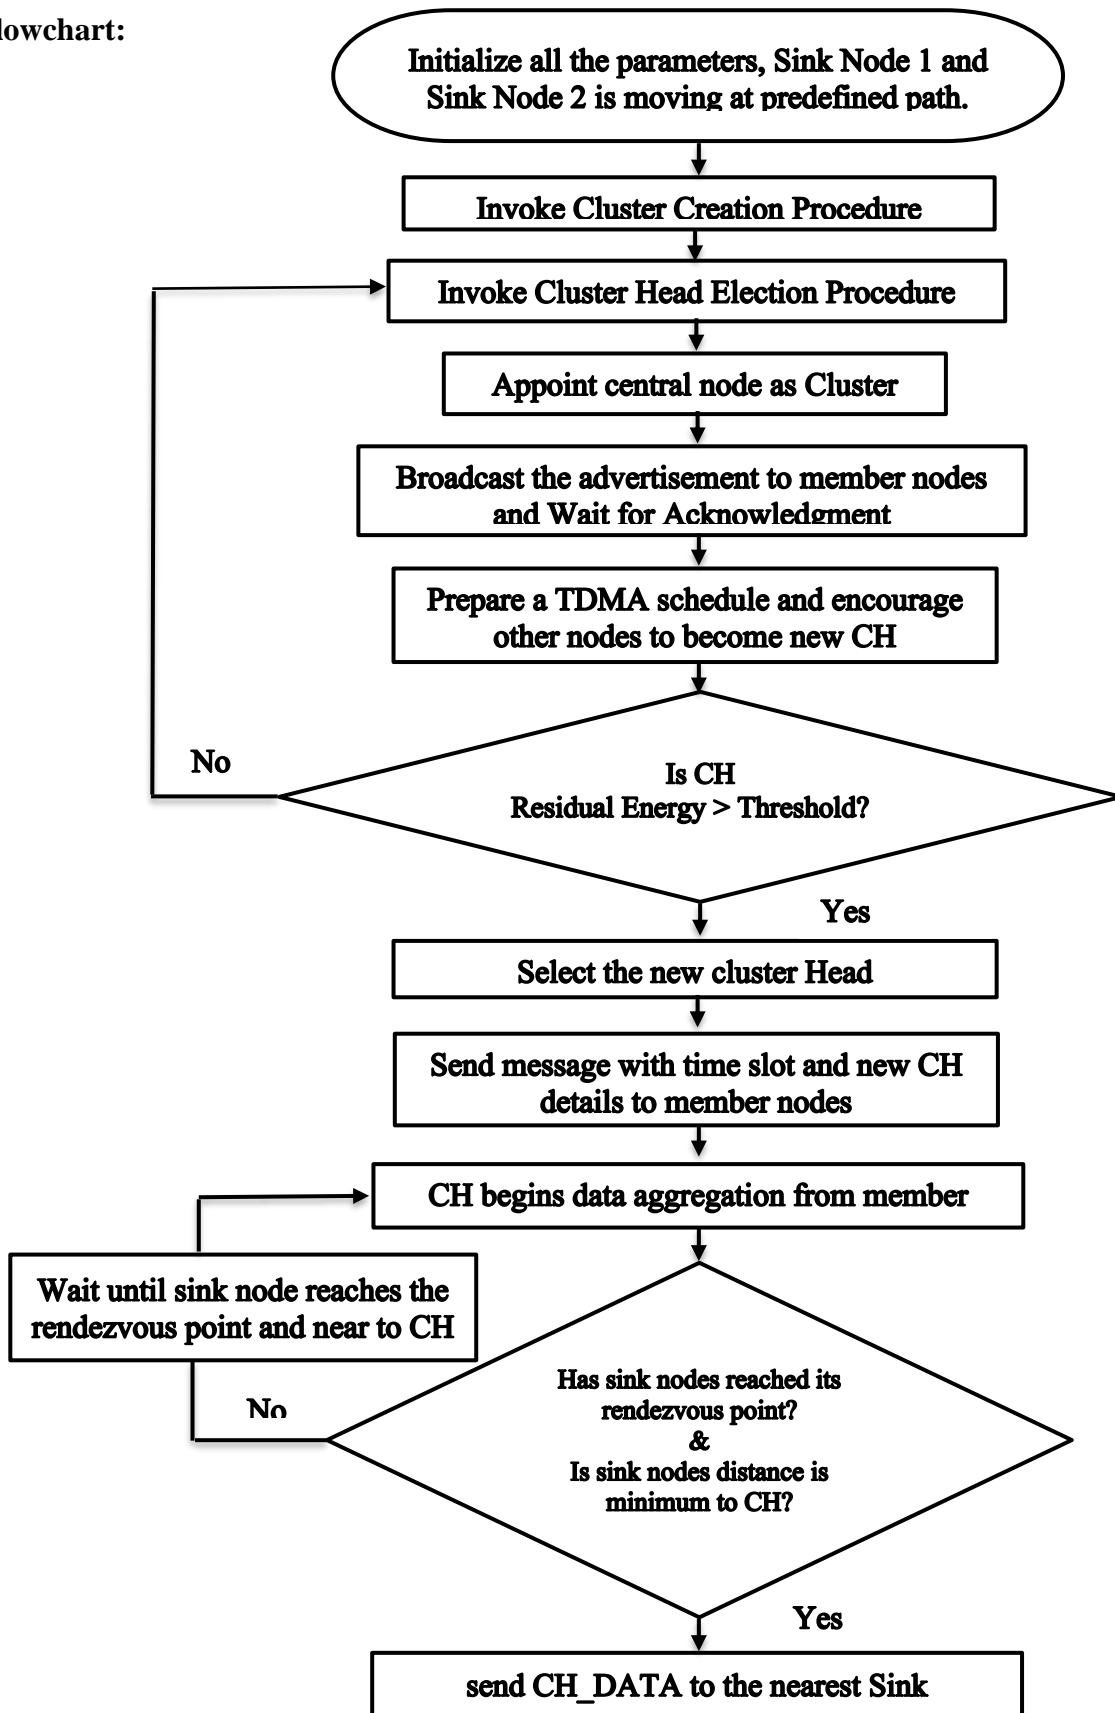 lowchart:
Initialize all the parameters, Sink Node 1 and
Sink Node 2 is moving at predefined path.
Invoke Cluster Creation Procedure
Invoke Cluster Head Election Procedure
Appoint central node as Cluster
Broadcast the advertisement to member nodes
and Wait for Acknowledgment
Prepare a TDMA schedule and encourage
other nodes to become new CH
No
Is CH
Residual Energy > Threshold?
Yes
Select the new cluster Head
Send message with time slot and new CH
details to member nodes
CH begins data aggregation from member
Wait until sink node reaches the
rendezvous point and near to CH
No
Has sink nodes reached its
rendezvous point?
&
Is sink nodes distance is
minimum to CH?
Yes
send CH_DATA to the nearest Sink